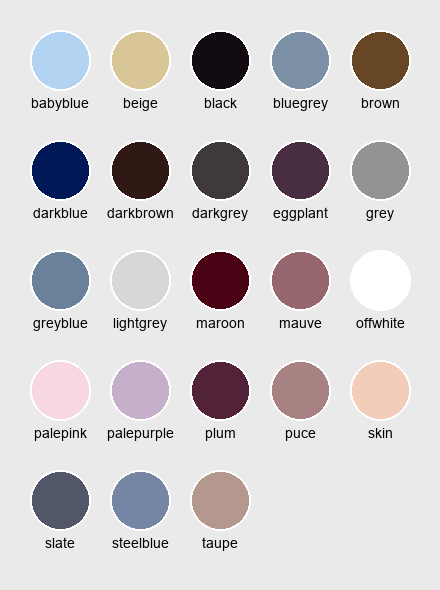 babyblue beige black bluegrey brown
darkblue darkbrown darkgrey eggplant grey
greyblue lightgrey maroon mauve offwhite
palepink palepurple plum puce skin
slate steelblue taupe